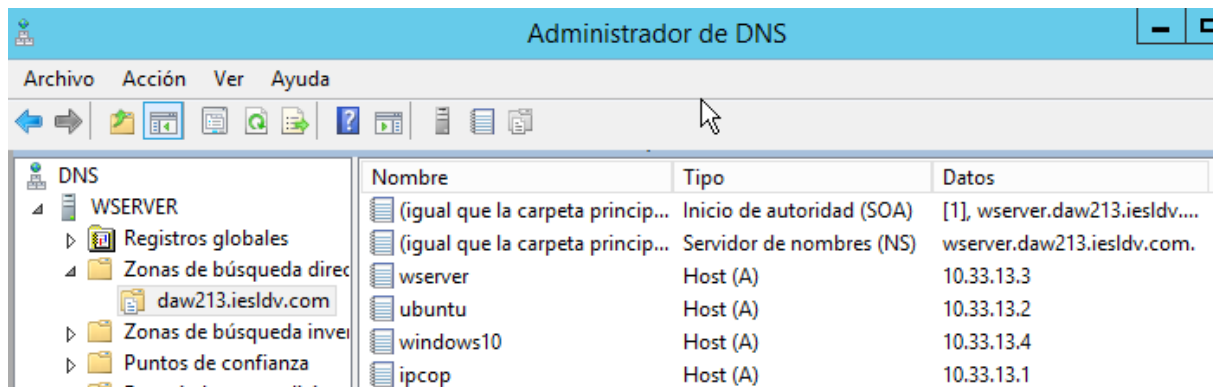 Administrador de DNS
Archivo Acción Ver Ayuda
DNS
WSERVER
Registros globales
Zonas de búsqueda direc
daw213.iesldv.com
Zonas de búsqueda inver
Puntos de confianza
Nombre Tipo Datos
(igual que la carpeta princip... Inicio de autoridad (SOA) [1], wserver.daw213.iesldv....
(igual que la carpeta princip... Servidor de nombres (NS) wserver.daw213.iesldv.com.
wserver Host (A) 10.33.13.3
ubuntu Host (A) 10.33.13.2
windows10 Host (A) 10.33.13.4
ipcop Host (A) 10.33.13.1